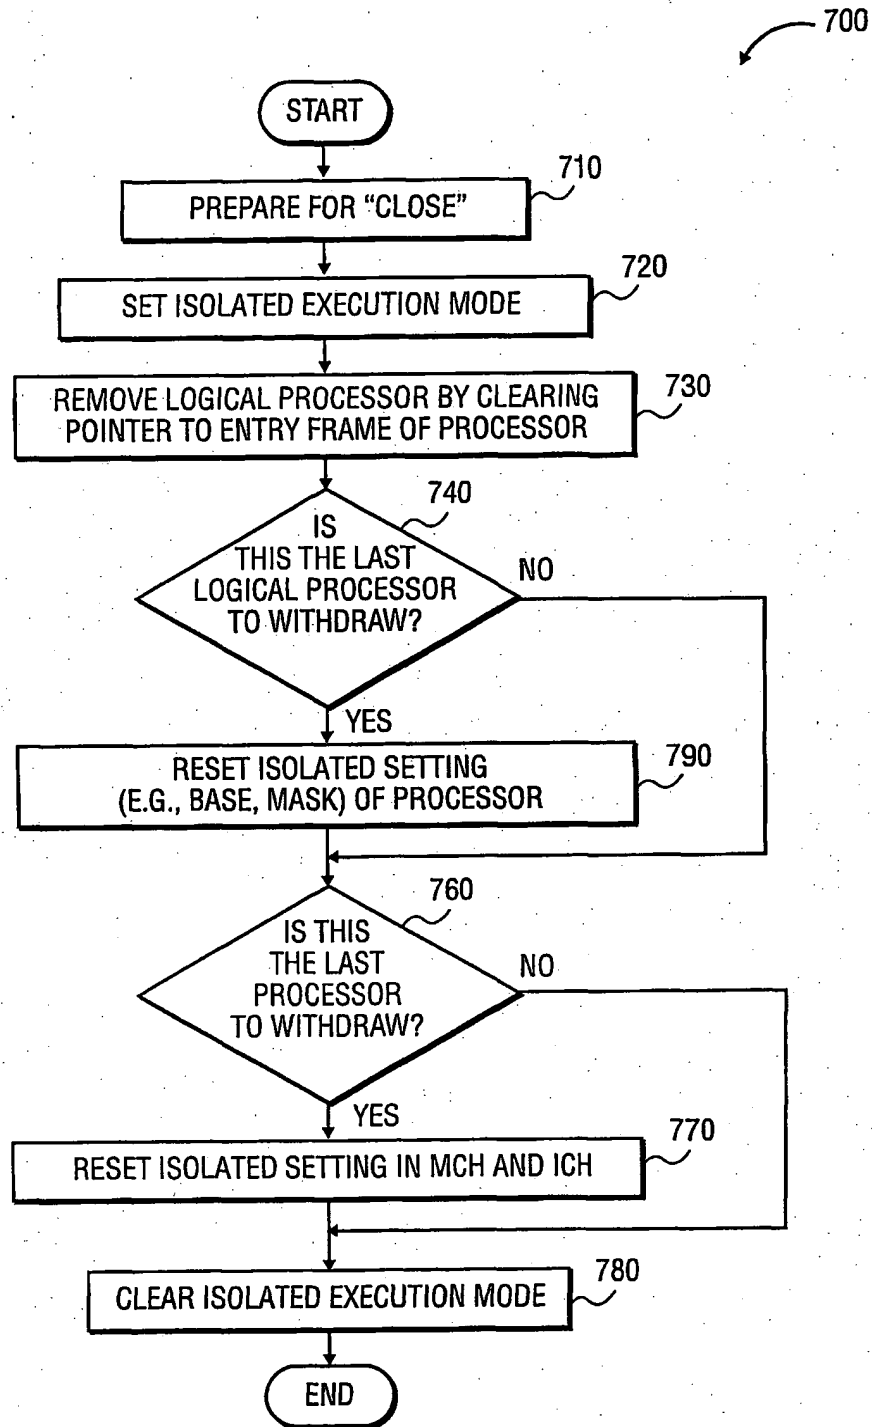 700
START
710
PREPARE FOR “CLOSE”
720
SET ISOLATED EXECUTION MODE
730
REMOVE LOGICAL PROCESSOR BY CLEARING
POINTER TO ENTRY FRAME OF PROCESSOR
740
IS
THIS THE LAST
LOGICAL PROCESSOR
TO WITHDRAW?
NO
YES
790
RESET ISOLATED SETTING
(E.G., BASE, MASK) OF PROCESSOR
760
IS THIS
THE LAST
PROCESSOR
TO WITHDRAW?
NO
YES
770
RESET ISOLATED SETTING IN MCH AND ICH
780
CLEAR ISOLATED EXECUTION MODE
END